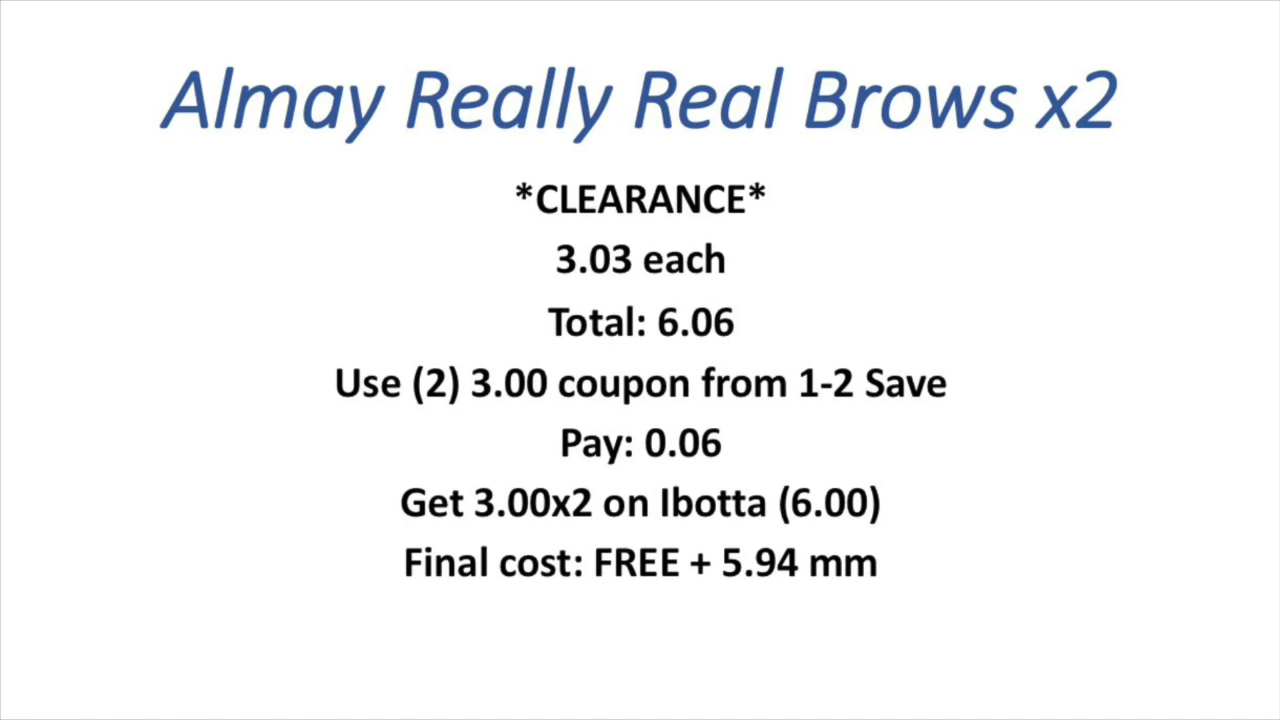 Almay Really Real Brows x2
*CLEARANCE*
3.03 each
Total: 6.06
Use (2) 3.00 coupon from 1-2 Save
Pay: 0.06
Get 3.00x2 on Ibotta (6.00)
Final cost: FREE + 5.94 mm